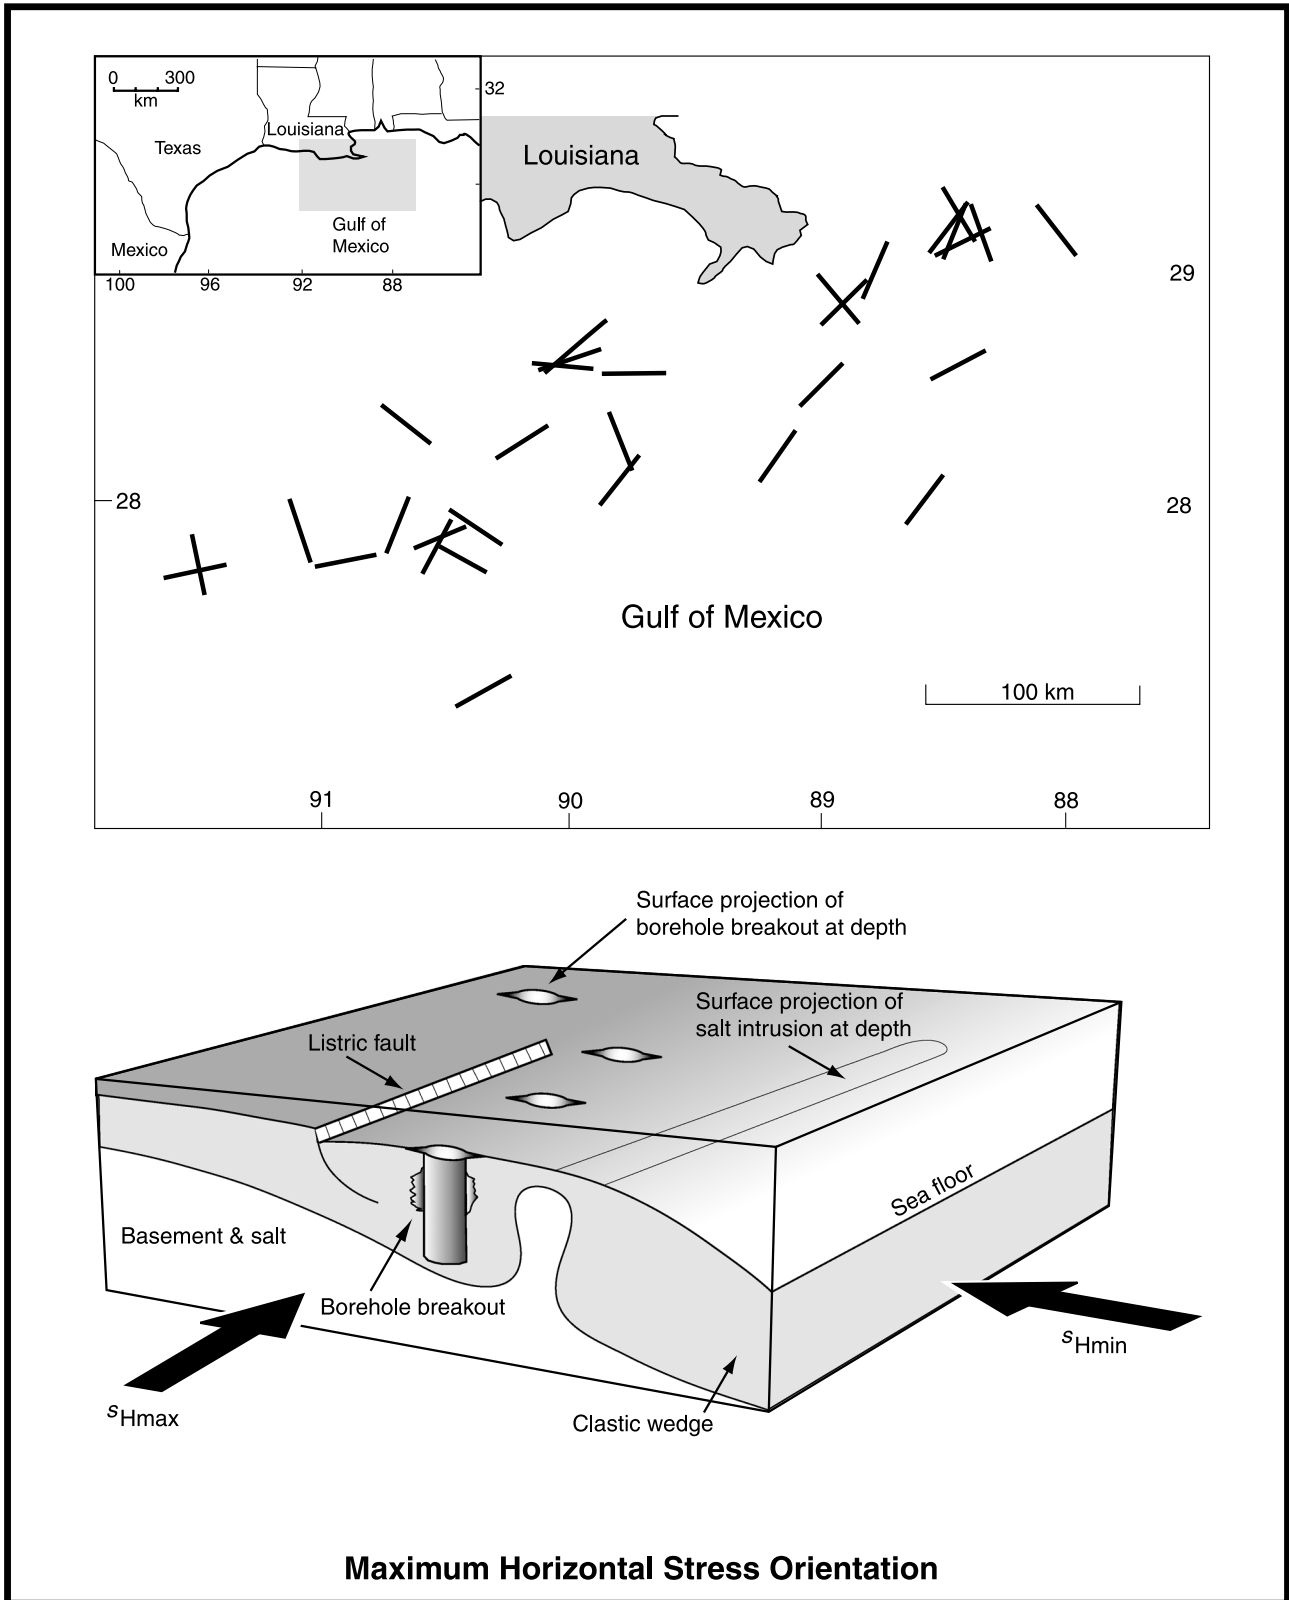 0 300
km
32
Louisiana
Texas
Gulf of
Mexico
Mexico
100 96 92 88
Louisiana
29
28
28
Gulf of Mexico
100 km
91 90 89 88
Surface projection of
borehole breakout at depth
Surface projection of
salt intrusion at depth
Listric fault
Sea floor
Basement & salt
Borehole breakout
sHmin
sHmax
Clastic wedge
Maximum Horizontal Stress Orientation